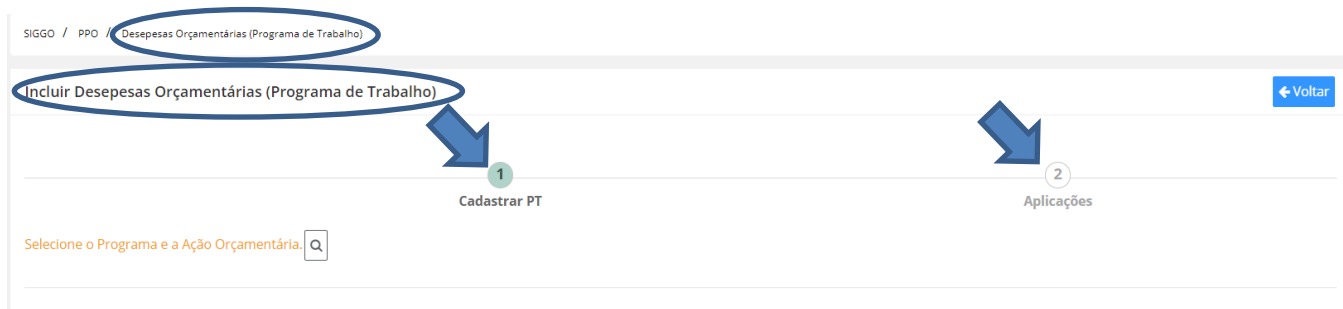 SIGGO / PPO / Desepesas Orçamentárias (Programa de Trabalho)
Incluir Desepesas Orçamentárias (Programa de Trabalho)
Voltar
1
2
Cadastrar PT
Aplicações
Selecione o Programa e a Ação Orçamentária.